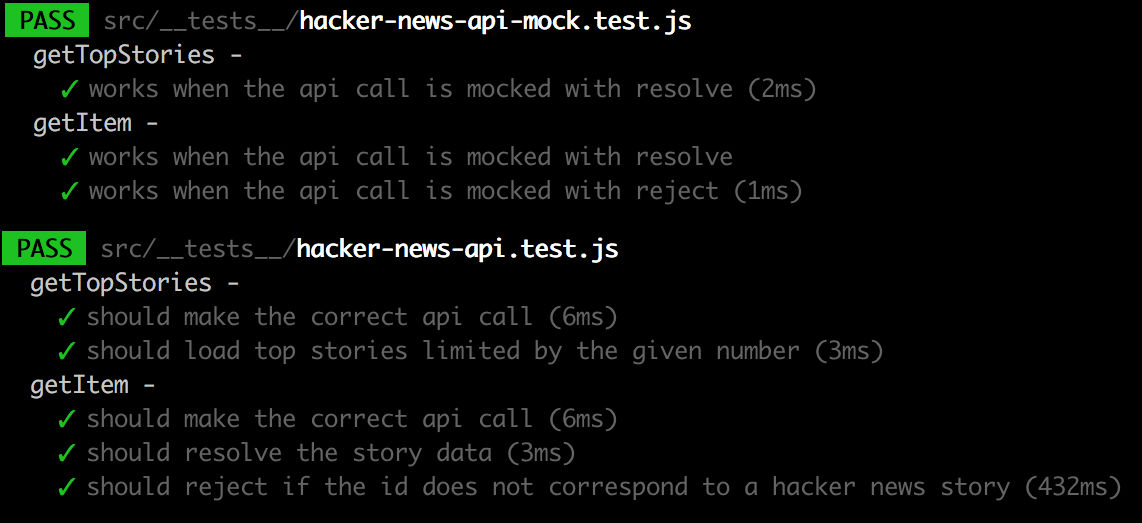 PASS src/__tests__/hacker-news-api-mock.test.js
getTopStories -
✓ works when the api call is mocked with resolve (2ms)
getItem -
✓ works when the api call is mocked with resolve
✓ works when the api call is mocked with reject (1ms)
PASS src/__tests__/hacker-news-api.test.js
getTopStories -
✓ should make the correct api call (6ms)
✓ should load top stories limited by the given number (3ms)
getItem -
✓ should make the correct api call (6ms)
✓ should resolve the story data (3ms)
✓ should reject if the id does not correspond to a hacker news story (432ms)